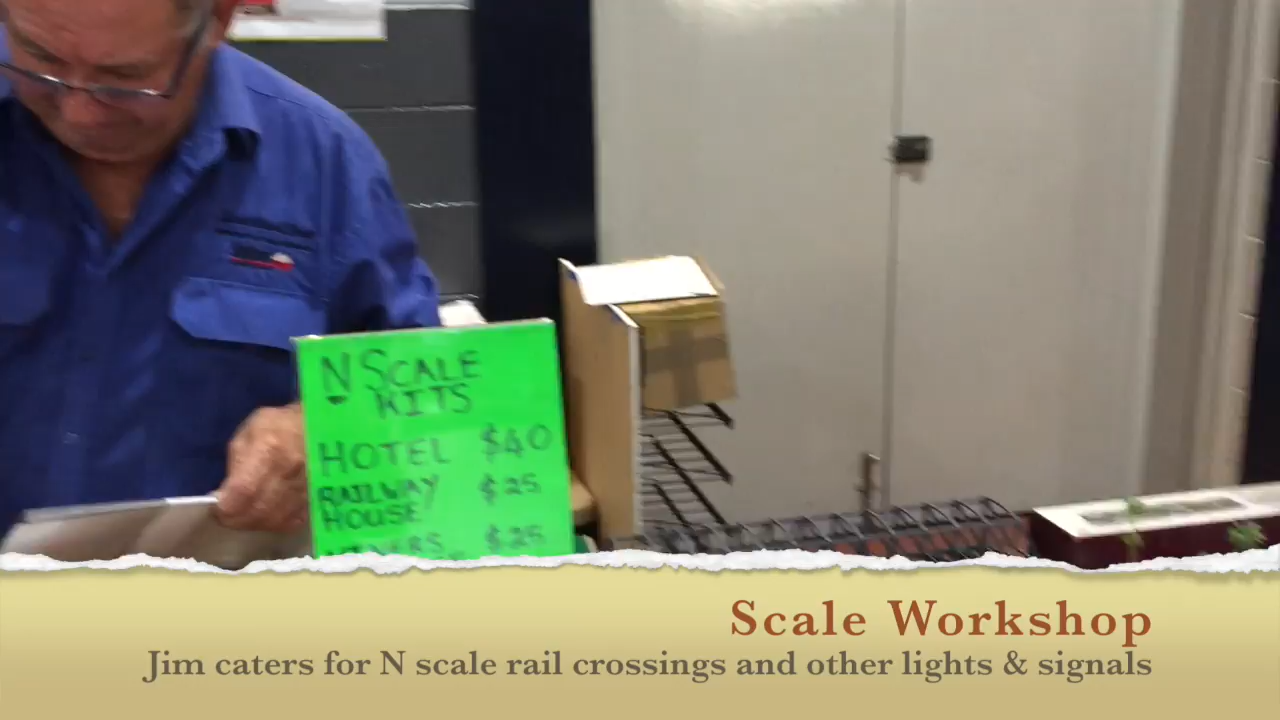 N SCALE
KITS
HOTEL $40
RAILWAY $25
HOUSE
$25
Scale Workshop
Jim caters for N scale rail crossings and other lights & signals